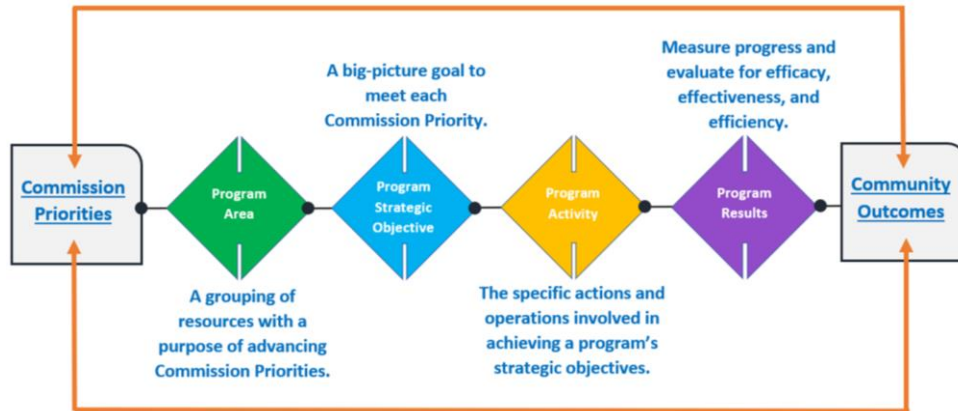 A big-picture goal to
meet each
Commission Priority.
Measure progress and
evaluate for efficacy,
effectiveness, and
efficiency.
Commission
Priorities
Program
Area
Program
Strategic
Objective
Program
Activity
Program
Results
Community
Outcomes
A grouping of
resources with a
purpose of advancing
Commission Priorities.
The specific actions and
operations involved in
achieving a program's
strategic objectives.